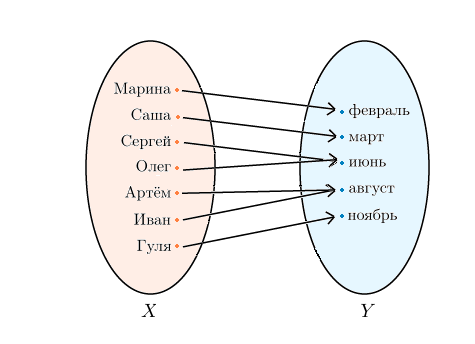 Марина
Саша
Сергей
Олег
Артём
Иван
Гуля
февраль
март
июнь
август
ноябрь
X
Y